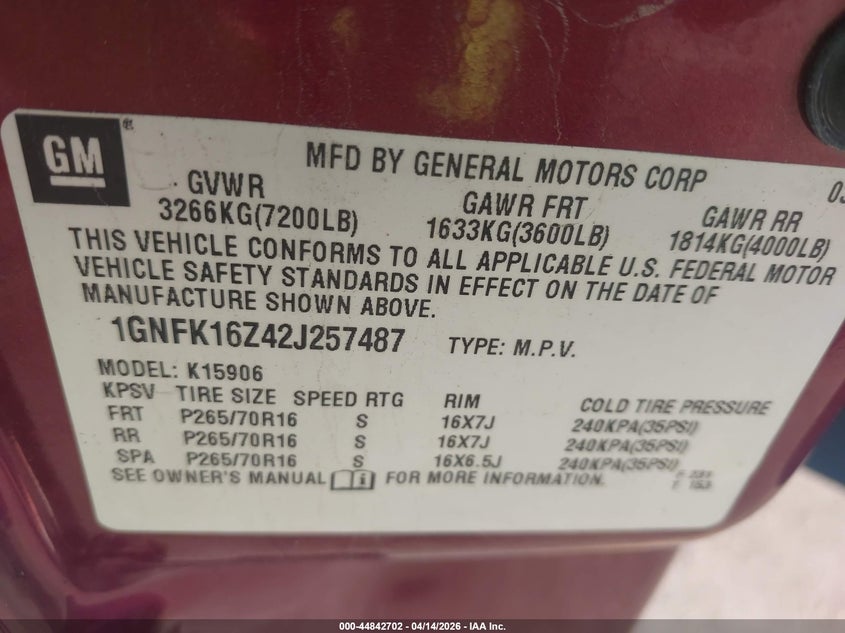 GM®
MFD BY GENERAL MOTORS CORP
GVWR GAWR FRT GAWR RR
3266KG(7200LB) 1633KG(3600LB) 1814KG(4000LB)
THIS VEHICLE CONFORMS TO ALL APPLICABLE U.S. FEDERAL MOTOR
VEHICLE SAFETY STANDARDS IN EFFECT ON THE DATE OF
MANUFACTURE SHOWN ABOVE.
1GNFK16Z42J257487 TYPE: M.P.V.
MODEL: K15906
KPSV TIRE SIZE SPEED RTG RIM COLD TIRE PRESSURE
FRT P265/70R16 S 16X7J 240KPA(35PSI)
RR P265/70R16 S 16X7J 240KPA(35PSI)
SPA P265/70R16 S 16X6.5J 240KPA(35PSI)
SEE OWNER'S MANUAL FOR MORE INFORMATION.
000-44842702 - 04/14/2026 - IAA Inc.